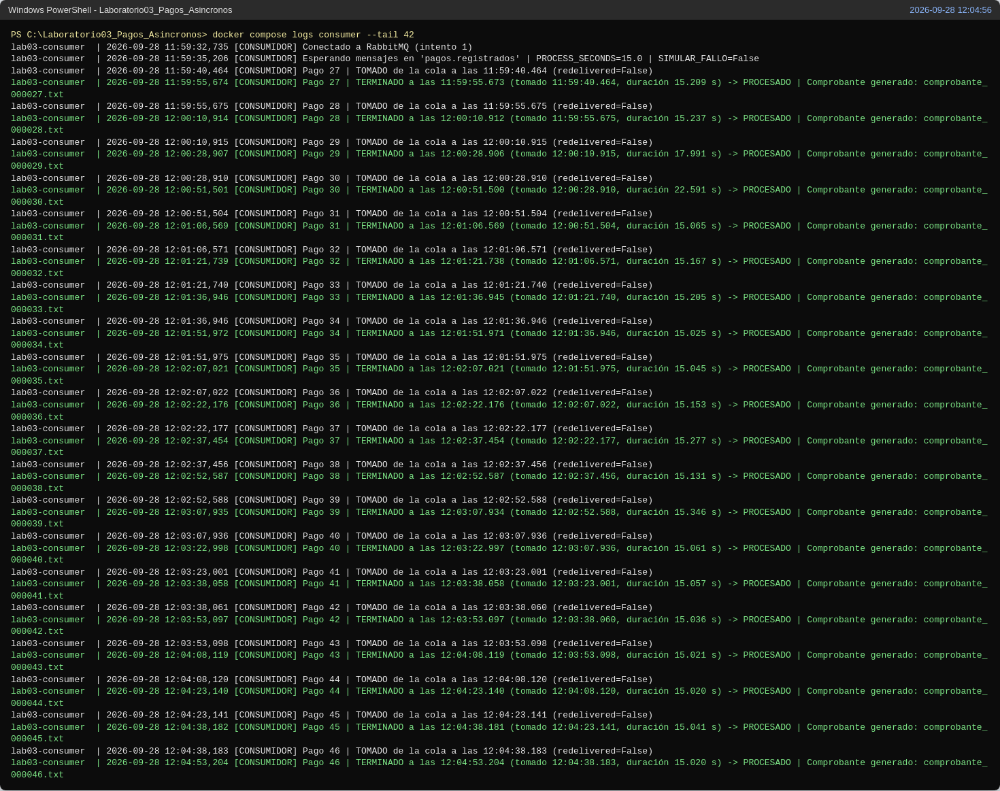 Windows PowerShell - Laboratorio03_Pagos_Asincronos
2026-09-28 12:04:56
PS C:\Laboratorio03_Pagos_Asincronos> docker compose logs consumer --tail 42
lab03-consumer  | 2026-09-28 11:59:32,735 [CONSUMIDOR] Conectado a RabbitMQ (intento 1)
lab03-consumer  | 2026-09-28 11:59:35,206 [CONSUMIDOR] Esperando mensajes en 'pagos.registrados' | PROCESS_SECONDS=15.0 | SIMULAR_FALLO=False
lab03-consumer  | 2026-09-28 11:59:40,464 [CONSUMIDOR] Pago 27 | TOMADO de la cola a las 11:59:40.464 (redelivered=False)
lab03-consumer  | 2026-09-28 11:59:55,674 [CONSUMIDOR] Pago 27 | TERMINADO a las 11:59:55.673 (tomado 11:59:40.464, duración 15.209 s) -> PROCESADO | Comprobante generado: comprobante_
000027.txt
lab03-consumer  | 2026-09-28 11:59:55,675 [CONSUMIDOR] Pago 28 | TOMADO de la cola a las 11:59:55.675 (redelivered=False)
lab03-consumer  | 2026-09-28 12:00:10,914 [CONSUMIDOR] Pago 28 | TERMINADO a las 12:00:10.912 (tomado 11:59:55.675, duración 15.237 s) -> PROCESADO | Comprobante generado: comprobante_
000028.txt
lab03-consumer  | 2026-09-28 12:00:10,915 [CONSUMIDOR] Pago 29 | TOMADO de la cola a las 12:00:10.915 (redelivered=False)
lab03-consumer  | 2026-09-28 12:00:28,907 [CONSUMIDOR] Pago 29 | TERMINADO a las 12:00:28.906 (tomado 12:00:10.915, duración 17.991 s) -> PROCESADO | Comprobante generado: comprobante_
000029.txt
lab03-consumer  | 2026-09-28 12:00:28,910 [CONSUMIDOR] Pago 30 | TOMADO de la cola a las 12:00:28.910 (redelivered=False)
lab03-consumer  | 2026-09-28 12:00:51,501 [CONSUMIDOR] Pago 30 | TERMINADO a las 12:00:51.500 (tomado 12:00:28.910, duración 22.591 s) -> PROCESADO | Comprobante generado: comprobante_
000030.txt
lab03-consumer  | 2026-09-28 12:00:51,504 [CONSUMIDOR] Pago 31 | TOMADO de la cola a las 12:00:51.504 (redelivered=False)
lab03-consumer  | 2026-09-28 12:01:06,569 [CONSUMIDOR] Pago 31 | TERMINADO a las 12:01:06.569 (tomado 12:00:51.504, duración 15.065 s) -> PROCESADO | Comprobante generado: comprobante_
000031.txt
lab03-consumer  | 2026-09-28 12:01:06,571 [CONSUMIDOR] Pago 32 | TOMADO de la cola a las 12:01:06.571 (redelivered=False)
lab03-consumer  | 2026-09-28 12:01:21,739 [CONSUMIDOR] Pago 32 | TERMINADO a las 12:01:21.738 (tomado 12:01:06.571, duración 15.167 s) -> PROCESADO | Comprobante generado: comprobante_
000032.txt
lab03-consumer  | 2026-09-28 12:01:21,740 [CONSUMIDOR] Pago 33 | TOMADO de la cola a las 12:01:21.740 (redelivered=False)
lab03-consumer  | 2026-09-28 12:01:36,946 [CONSUMIDOR] Pago 33 | TERMINADO a las 12:01:36.945 (tomado 12:01:21.740, duración 15.205 s) -> PROCESADO | Comprobante generado: comprobante_
000033.txt
lab03-consumer  | 2026-09-28 12:01:36,946 [CONSUMIDOR] Pago 34 | TOMADO de la cola a las 12:01:36.946 (redelivered=False)
lab03-consumer  | 2026-09-28 12:01:51,972 [CONSUMIDOR] Pago 34 | TERMINADO a las 12:01:51.971 (tomado 12:01:36.946, duración 15.025 s) -> PROCESADO | Comprobante generado: comprobante_
000034.txt
lab03-consumer  | 2026-09-28 12:01:51,975 [CONSUMIDOR] Pago 35 | TOMADO de la cola a las 12:01:51.975 (redelivered=False)
lab03-consumer  | 2026-09-28 12:02:07,021 [CONSUMIDOR] Pago 35 | TERMINADO a las 12:02:07.021 (tomado 12:01:51.975, duración 15.045 s) -> PROCESADO | Comprobante generado: comprobante_
000035.txt
lab03-consumer  | 2026-09-28 12:02:07,022 [CONSUMIDOR] Pago 36 | TOMADO de la cola a las 12:02:07.022 (redelivered=False)
lab03-consumer  | 2026-09-28 12:02:22,176 [CONSUMIDOR] Pago 36 | TERMINADO a las 12:02:22.176 (tomado 12:02:07.022, duración 15.153 s) -> PROCESADO | Comprobante generado: comprobante_
000036.txt
lab03-consumer  | 2026-09-28 12:02:22,177 [CONSUMIDOR] Pago 37 | TOMADO de la cola a las 12:02:22.177 (redelivered=False)
lab03-consumer  | 2026-09-28 12:02:37,454 [CONSUMIDOR] Pago 37 | TERMINADO a las 12:02:37.454 (tomado 12:02:22.177, duración 15.277 s) -> PROCESADO | Comprobante generado: comprobante_
000037.txt
lab03-consumer  | 2026-09-28 12:02:37,456 [CONSUMIDOR] Pago 38 | TOMADO de la cola a las 12:02:37.456 (redelivered=False)
lab03-consumer  | 2026-09-28 12:02:52,587 [CONSUMIDOR] Pago 38 | TERMINADO a las 12:02:52.587 (tomado 12:02:37.456, duración 15.131 s) -> PROCESADO | Comprobante generado: comprobante_
000038.txt
lab03-consumer  | 2026-09-28 12:02:52,588 [CONSUMIDOR] Pago 39 | TOMADO de la cola a las 12:02:52.588 (redelivered=False)
lab03-consumer  | 2026-09-28 12:03:07,935 [CONSUMIDOR] Pago 39 | TERMINADO a las 12:03:07.934 (tomado 12:02:52.588, duración 15.346 s) -> PROCESADO | Comprobante generado: comprobante_
000039.txt
lab03-consumer  | 2026-09-28 12:03:07,936 [CONSUMIDOR] Pago 40 | TOMADO de la cola a las 12:03:07.936 (redelivered=False)
lab03-consumer  | 2026-09-28 12:03:22,998 [CONSUMIDOR] Pago 40 | TERMINADO a las 12:03:22.997 (tomado 12:03:07.936, duración 15.061 s) -> PROCESADO | Comprobante generado: comprobante_
000040.txt
lab03-consumer  | 2026-09-28 12:03:23,001 [CONSUMIDOR] Pago 41 | TOMADO de la cola a las 12:03:23.001 (redelivered=False)
lab03-consumer  | 2026-09-28 12:03:38,058 [CONSUMIDOR] Pago 41 | TERMINADO a las 12:03:38.058 (tomado 12:03:23.001, duración 15.057 s) -> PROCESADO | Comprobante generado: comprobante_
000041.txt
lab03-consumer  | 2026-09-28 12:03:38,061 [CONSUMIDOR] Pago 42 | TOMADO de la cola a las 12:03:38.060 (redelivered=False)
lab03-consumer  | 2026-09-28 12:03:53,097 [CONSUMIDOR] Pago 42 | TERMINADO a las 12:03:53.097 (tomado 12:03:38.060, duración 15.036 s) -> PROCESADO | Comprobante generado: comprobante_
000042.txt
lab03-consumer  | 2026-09-28 12:03:53,098 [CONSUMIDOR] Pago 43 | TOMADO de la cola a las 12:03:53.098 (redelivered=False)
lab03-consumer  | 2026-09-28 12:04:08,119 [CONSUMIDOR] Pago 43 | TERMINADO a las 12:04:08.119 (tomado 12:03:53.098, duración 15.021 s) -> PROCESADO | Comprobante generado: comprobante_
000043.txt
lab03-consumer  | 2026-09-28 12:04:08,120 [CONSUMIDOR] Pago 44 | TOMADO de la cola a las 12:04:08.120 (redelivered=False)
lab03-consumer  | 2026-09-28 12:04:23,140 [CONSUMIDOR] Pago 44 | TERMINADO a las 12:04:23.140 (tomado 12:04:08.120, duración 15.020 s) -> PROCESADO | Comprobante generado: comprobante_
000044.txt
lab03-consumer  | 2026-09-28 12:04:23,141 [CONSUMIDOR] Pago 45 | TOMADO de la cola a las 12:04:23.141 (redelivered=False)
lab03-consumer  | 2026-09-28 12:04:38,182 [CONSUMIDOR] Pago 45 | TERMINADO a las 12:04:38.181 (tomado 12:04:23.141, duración 15.041 s) -> PROCESADO | Comprobante generado: comprobante_
000045.txt
lab03-consumer  | 2026-09-28 12:04:38,183 [CONSUMIDOR] Pago 46 | TOMADO de la cola a las 12:04:38.183 (redelivered=False)
lab03-consumer  | 2026-09-28 12:04:53,204 [CONSUMIDOR] Pago 46 | TERMINADO a las 12:04:53.204 (tomado 12:04:38.183, duración 15.020 s) -> PROCESADO | Comprobante generado: comprobante_
000046.txt